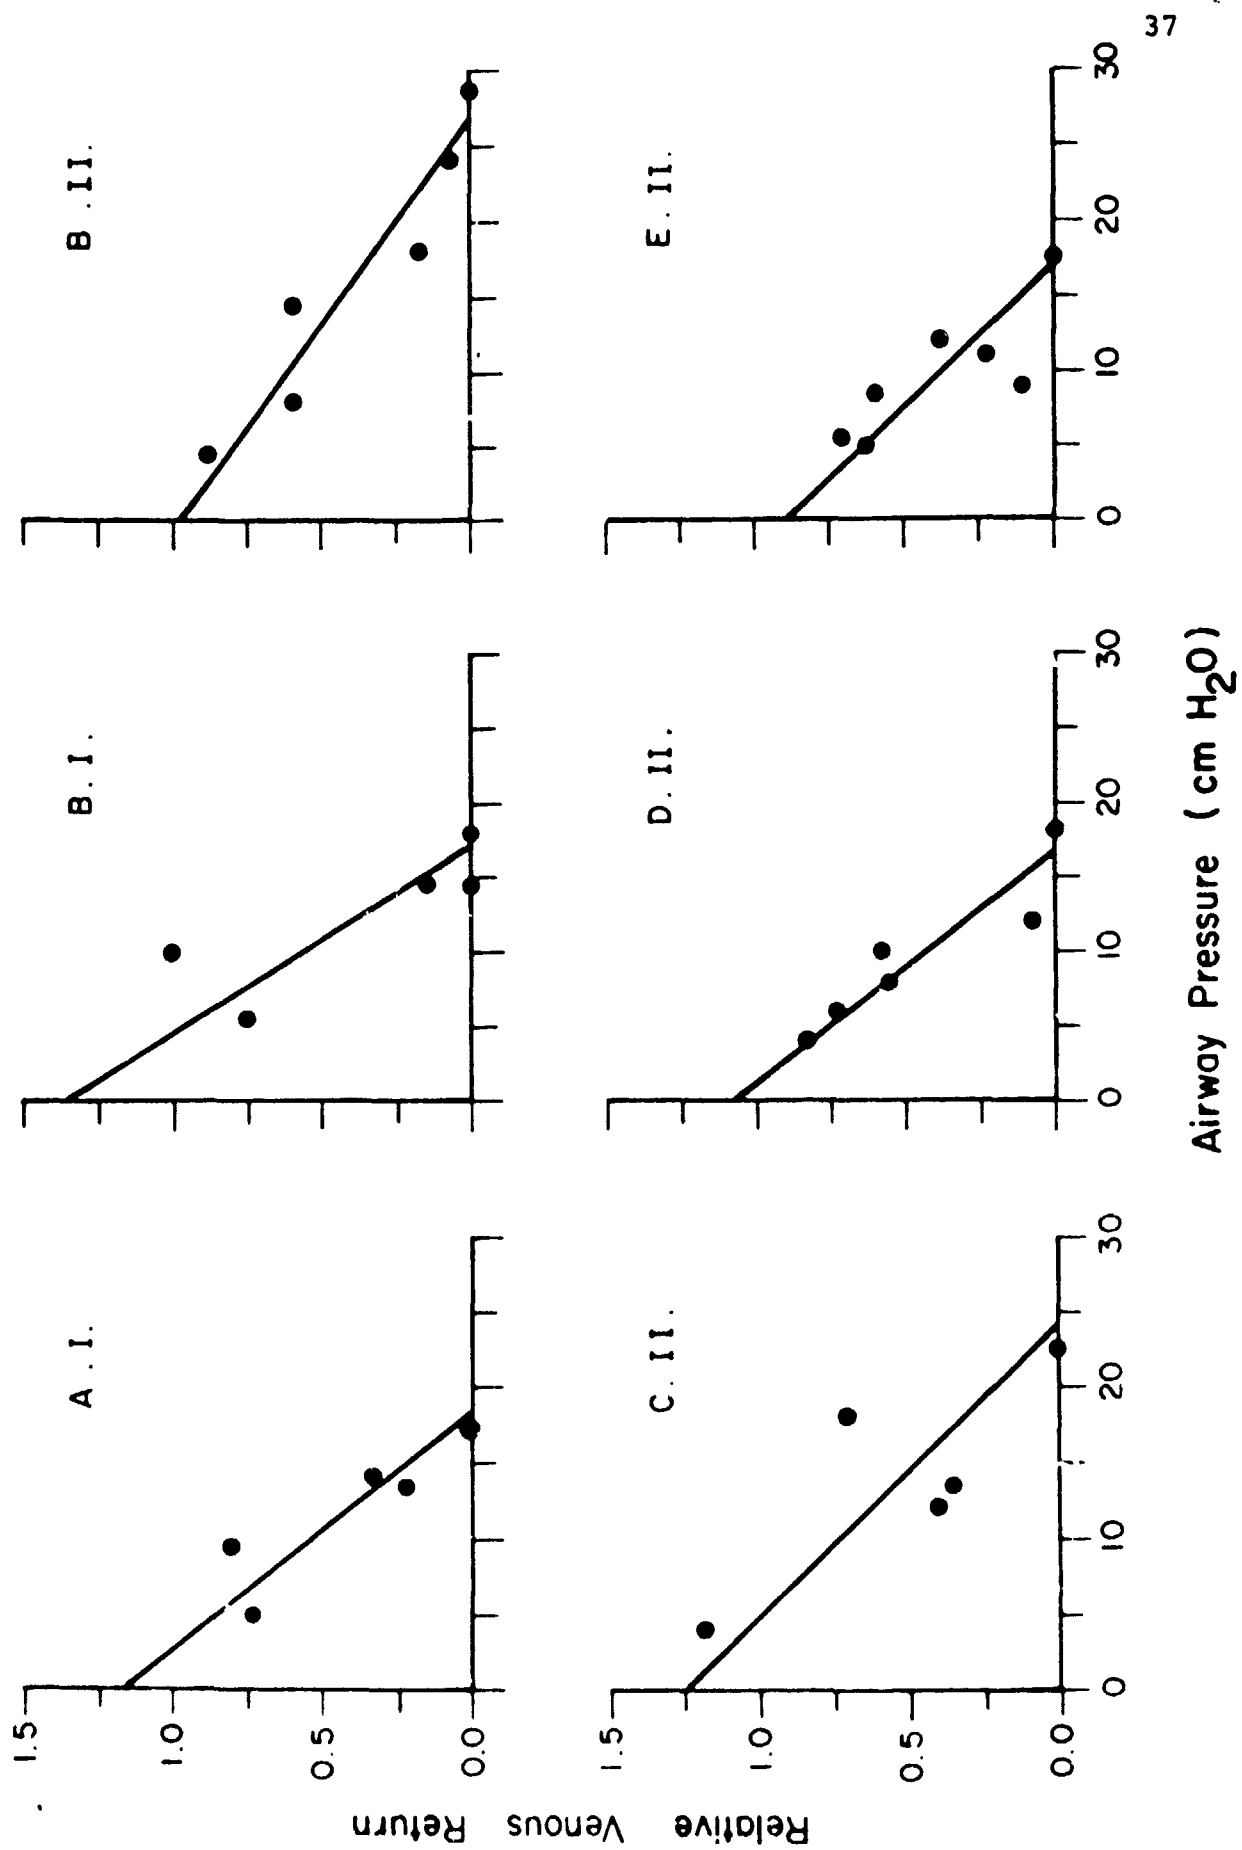 37
A.I.
B.I.
B.II.
1.5
1.0
0.5
0.0
C.II.
D.II.
E.II.
1.5
1.0
0.5
0.0
0 10 20 30
0 10 20 30
0 10 20 30
Relative Venous Return
Airway Pressure (cm H₂O)